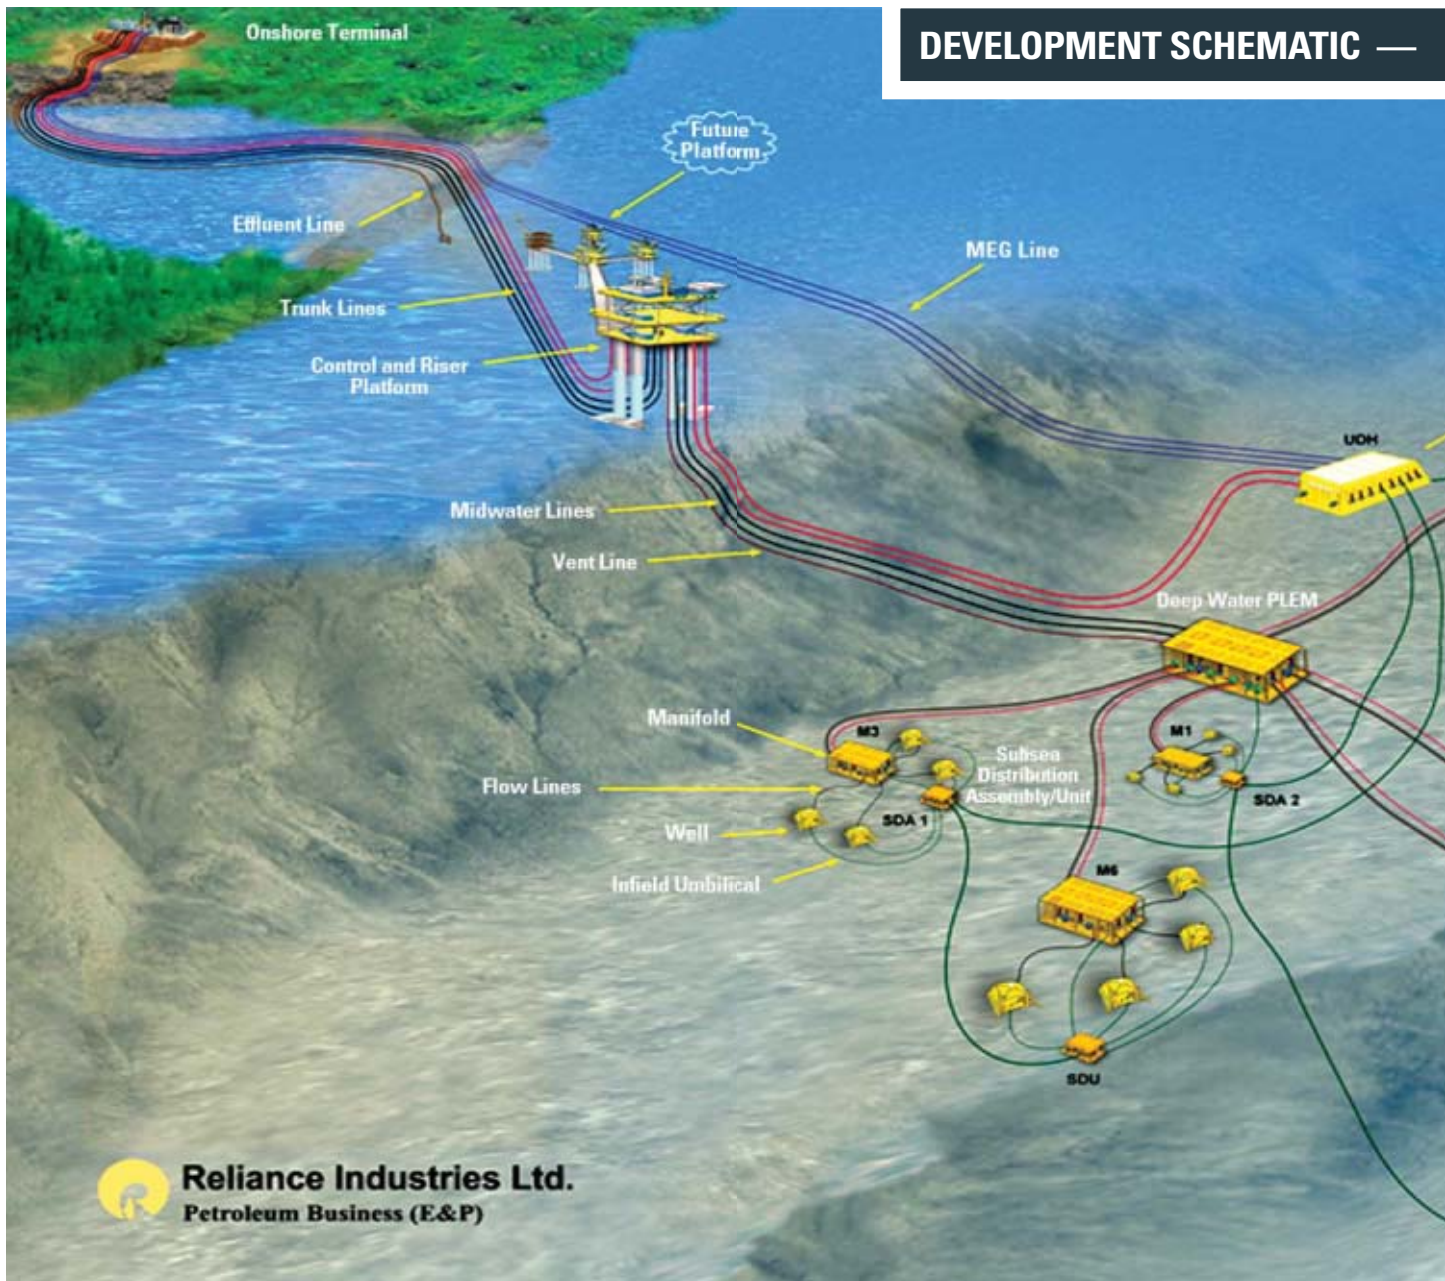 DEVELOPMENT SCHEMATIC —
Onshore Terminal
Future
Platform
Effluent Line
MEG Line
Trunk Lines
Control and Riser
Platform
UDH
Midwater Lines
Vent Line
Deep Water PLEM
Manifold
M3
M1
Subsea
Distribution
Assembly/Unit
Flow Lines
SDA 1
SDA 2
Well
Infield Umbilical
M6
SDU
Reliance Industries Ltd.
Petroleum Business (E&P)